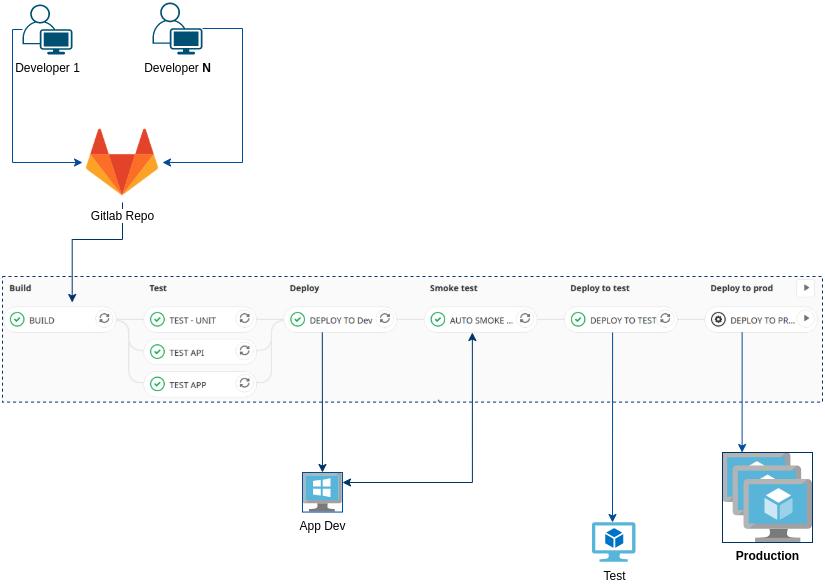 Developer 1
Developer N
Gitlab Repo
Build
Test
Deploy
Smoke test
Deploy to test
Deploy to prod
BUILD
TEST - UNIT
DEPLOY TO Dev
AUTO SMOKE ...
DEPLOY TO TEST
DEPLOY TO PR...
TEST API
TEST APP
App Dev
Test
Production